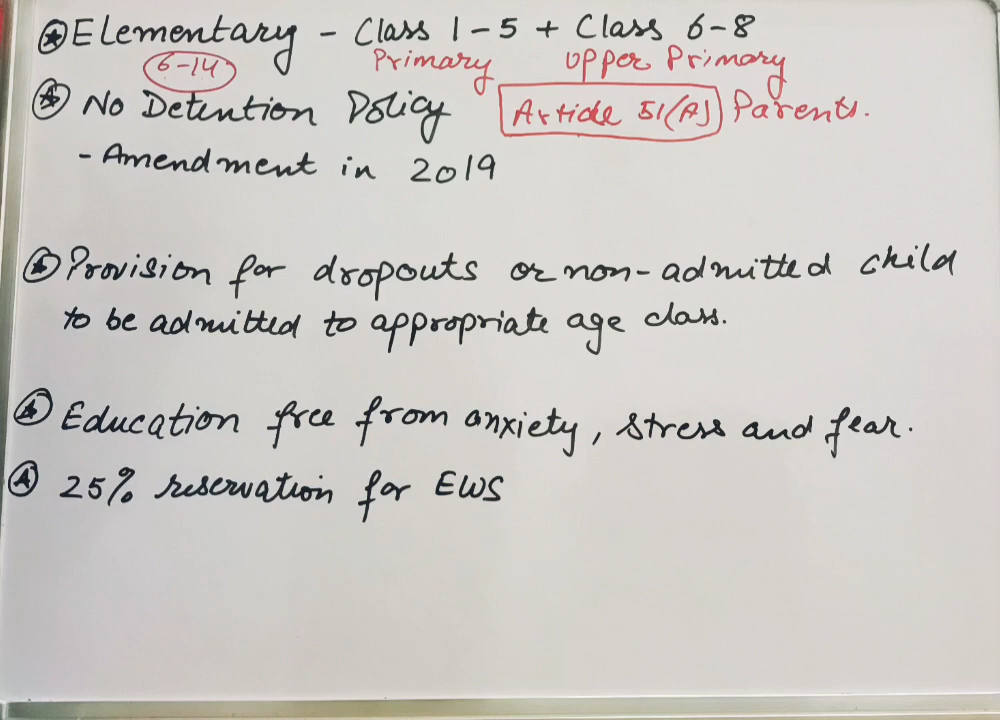 Elementary - Class 1-5 + Class 6-8
6-14 Primary Upper Primary
No Detention Policy Article 51(A) Parents.
- Amendment in 2019
Provision for dropouts or non-admitted child
to be admitted to appropriate age class.
Education free from anxiety, stress and fear.
25% reservation for EWS